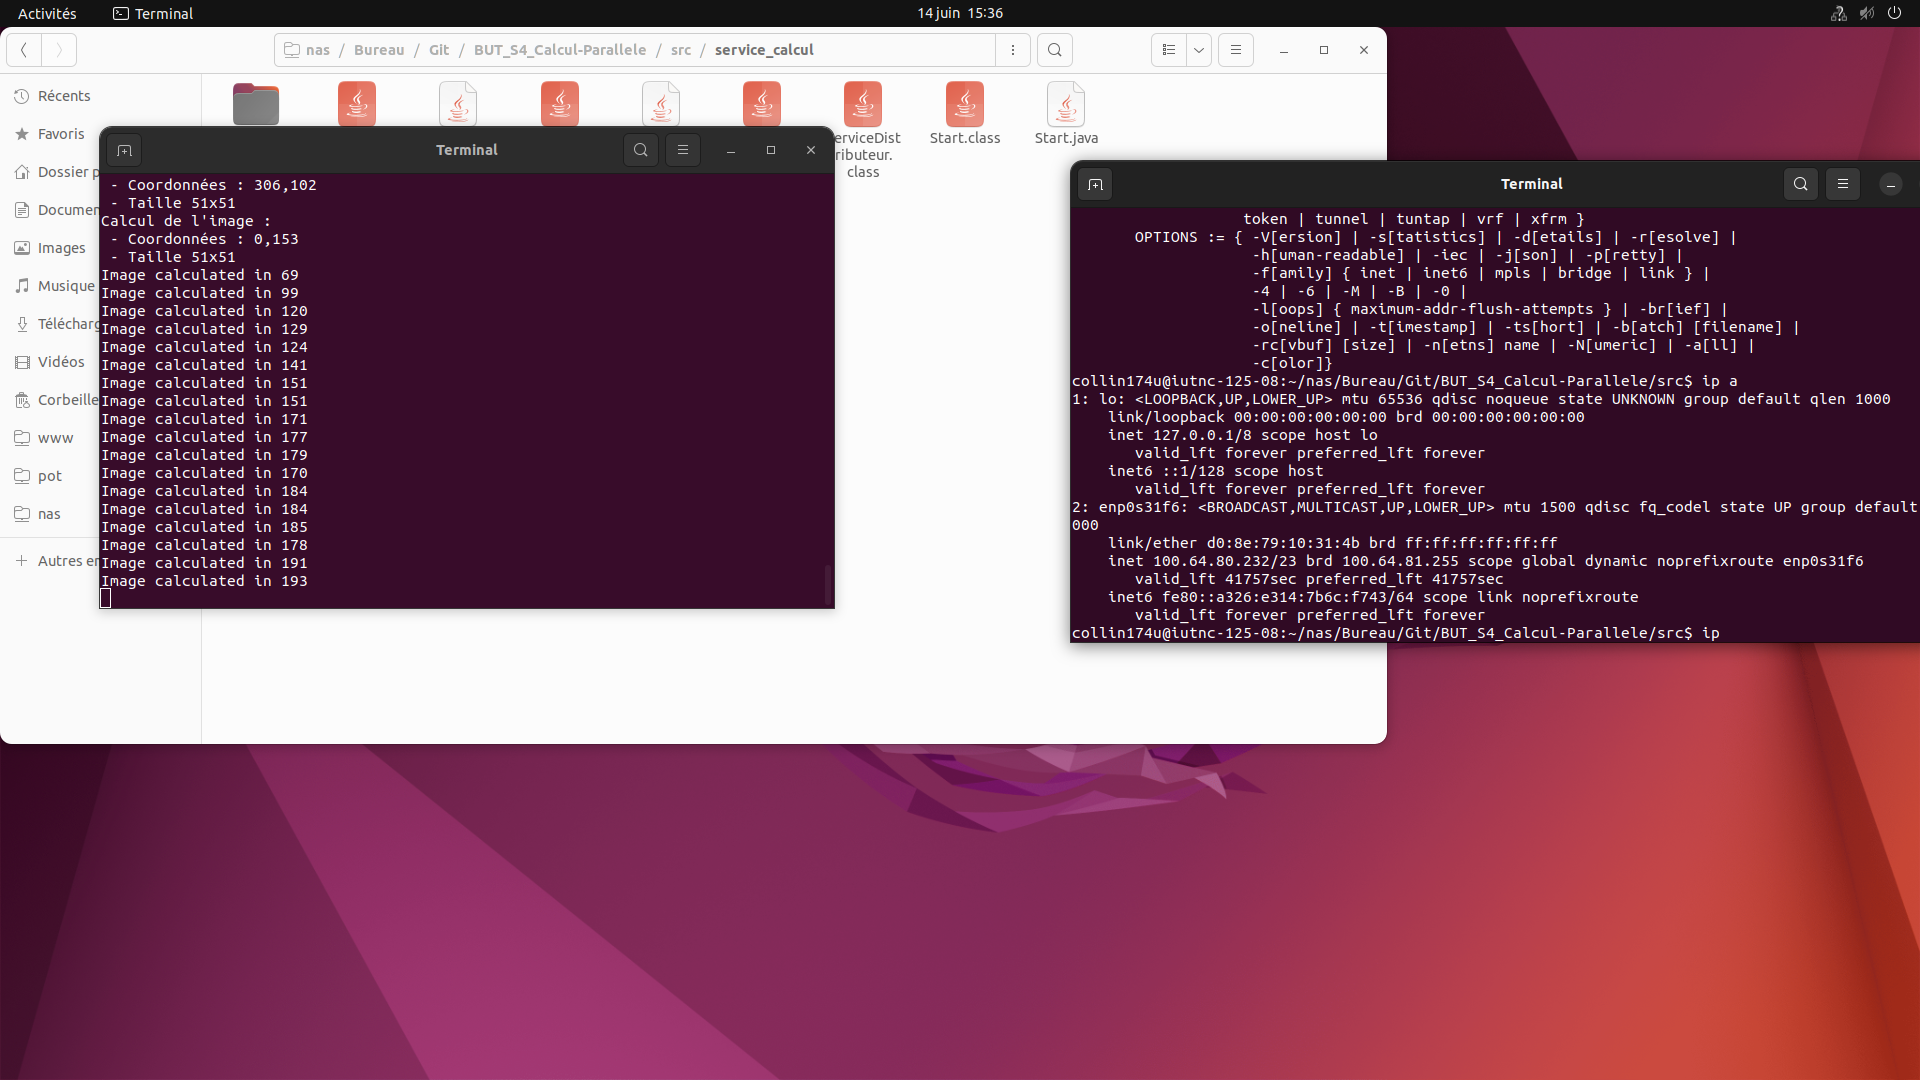 Activités
Terminal
14 juin 15:36
nas / Bureau / Git / BUT_S4_Calcul-Parallele / src / service_calcul
Récents
Favoris
Dossier p
Documen
Images
Musique
Télécharg
Vidéos
Corbeille
www
pot
nas
Autres en
erviceDist
ributeur.
class
Start.class
Start.java
Terminal
- Coordonnées : 306,102
- Taille 51x51
Calcul de l'image :
- Coordonnées : 0,153
- Taille 51x51
Image calculated in 69
Image calculated in 99
Image calculated in 120
Image calculated in 129
Image calculated in 124
Image calculated in 141
Image calculated in 151
Image calculated in 151
Image calculated in 171
Image calculated in 177
Image calculated in 179
Image calculated in 170
Image calculated in 184
Image calculated in 184
Image calculated in 185
Image calculated in 178
Image calculated in 191
Image calculated in 193
Terminal
token | tunnel | tuntap | vrf | xfrm }
OPTIONS := { -V[ersion] | -s[tatistics] | -d[etails] | -r[esolve] |
-h[uman-readable] | -iec | -j[son] | -p[retty] |
-f[amily] { inet | inet6 | mpls | bridge | link } |
-4 | -6 | -M | -B | -0 |
-l[oops] { maximum-addr-flush-attempts } | -br[ief] |
-o[neline] | -t[imestamp] | -ts[hort] | -b[atch] [filename] |
-rc[vbuf] [size] | -n[etns] name | -N[umeric] | -a[ll] |
-c[olor]}
collin174u@iutnc-125-08:~/nas/Bureau/Git/BUT_S4_Calcul-Parallele/src$ ip a
1: lo: <LOOPBACK,UP,LOWER_UP> mtu 65536 qdisc noqueue state UNKNOWN group default qlen 1000
link/loopback 00:00:00:00:00:00 brd 00:00:00:00:00:00
inet 127.0.0.1/8 scope host lo
valid_lft forever preferred_lft forever
inet6 ::1/128 scope host
valid_lft forever preferred_lft forever
2: enp0s31f6: <BROADCAST,MULTICAST,UP,LOWER_UP> mtu 1500 qdisc fq_codel state UP group default
000
link/ether d0:8e:79:10:31:4b brd ff:ff:ff:ff:ff:ff
inet 100.64.80.232/23 brd 100.64.81.255 scope global dynamic noprefixroute enp0s31f6
valid_lft 41757sec preferred_lft 41757sec
inet6 fe80::a326:e314:7b6c:f743/64 scope link noprefixroute
valid_lft forever preferred_lft forever
collin174u@iutnc-125-08:~/nas/Bureau/Git/BUT_S4_Calcul-Parallele/src$ ip